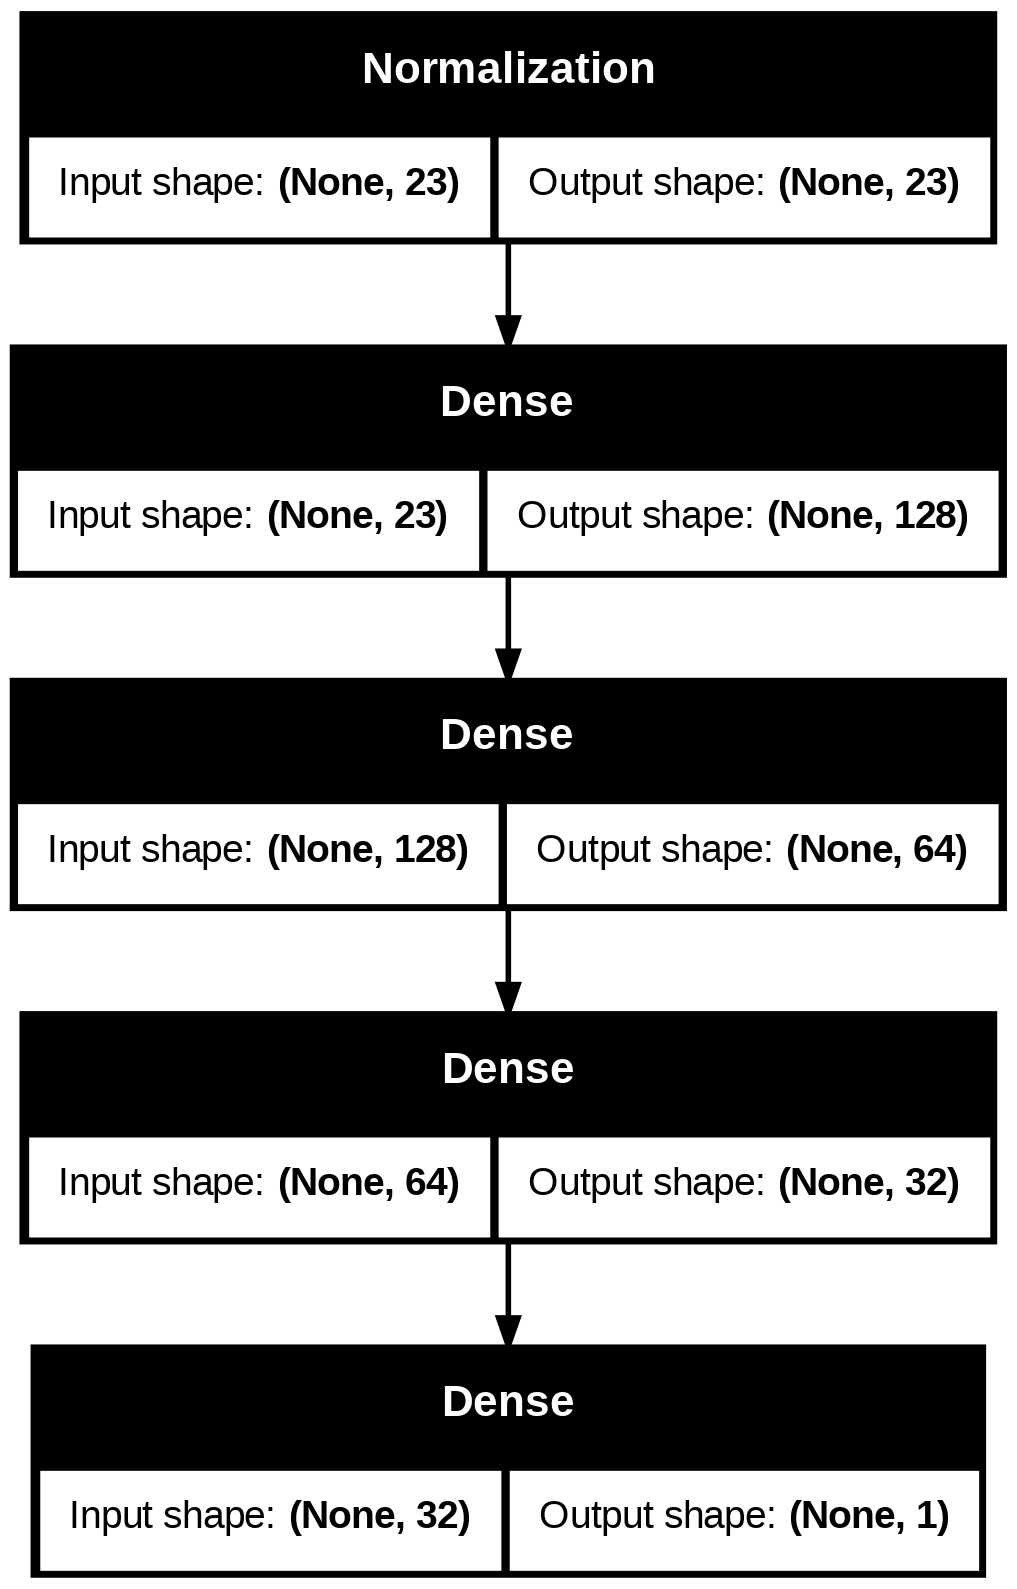 Normalization
Input shape: (None, 23) Output shape: (None, 23)
Dense
Input shape: (None, 23) Output shape: (None, 128)
Dense
Input shape: (None, 128) Output shape: (None, 64)
Dense
Input shape: (None, 64) Output shape: (None, 32)
Dense
Input shape: (None, 32) Output shape: (None, 1)